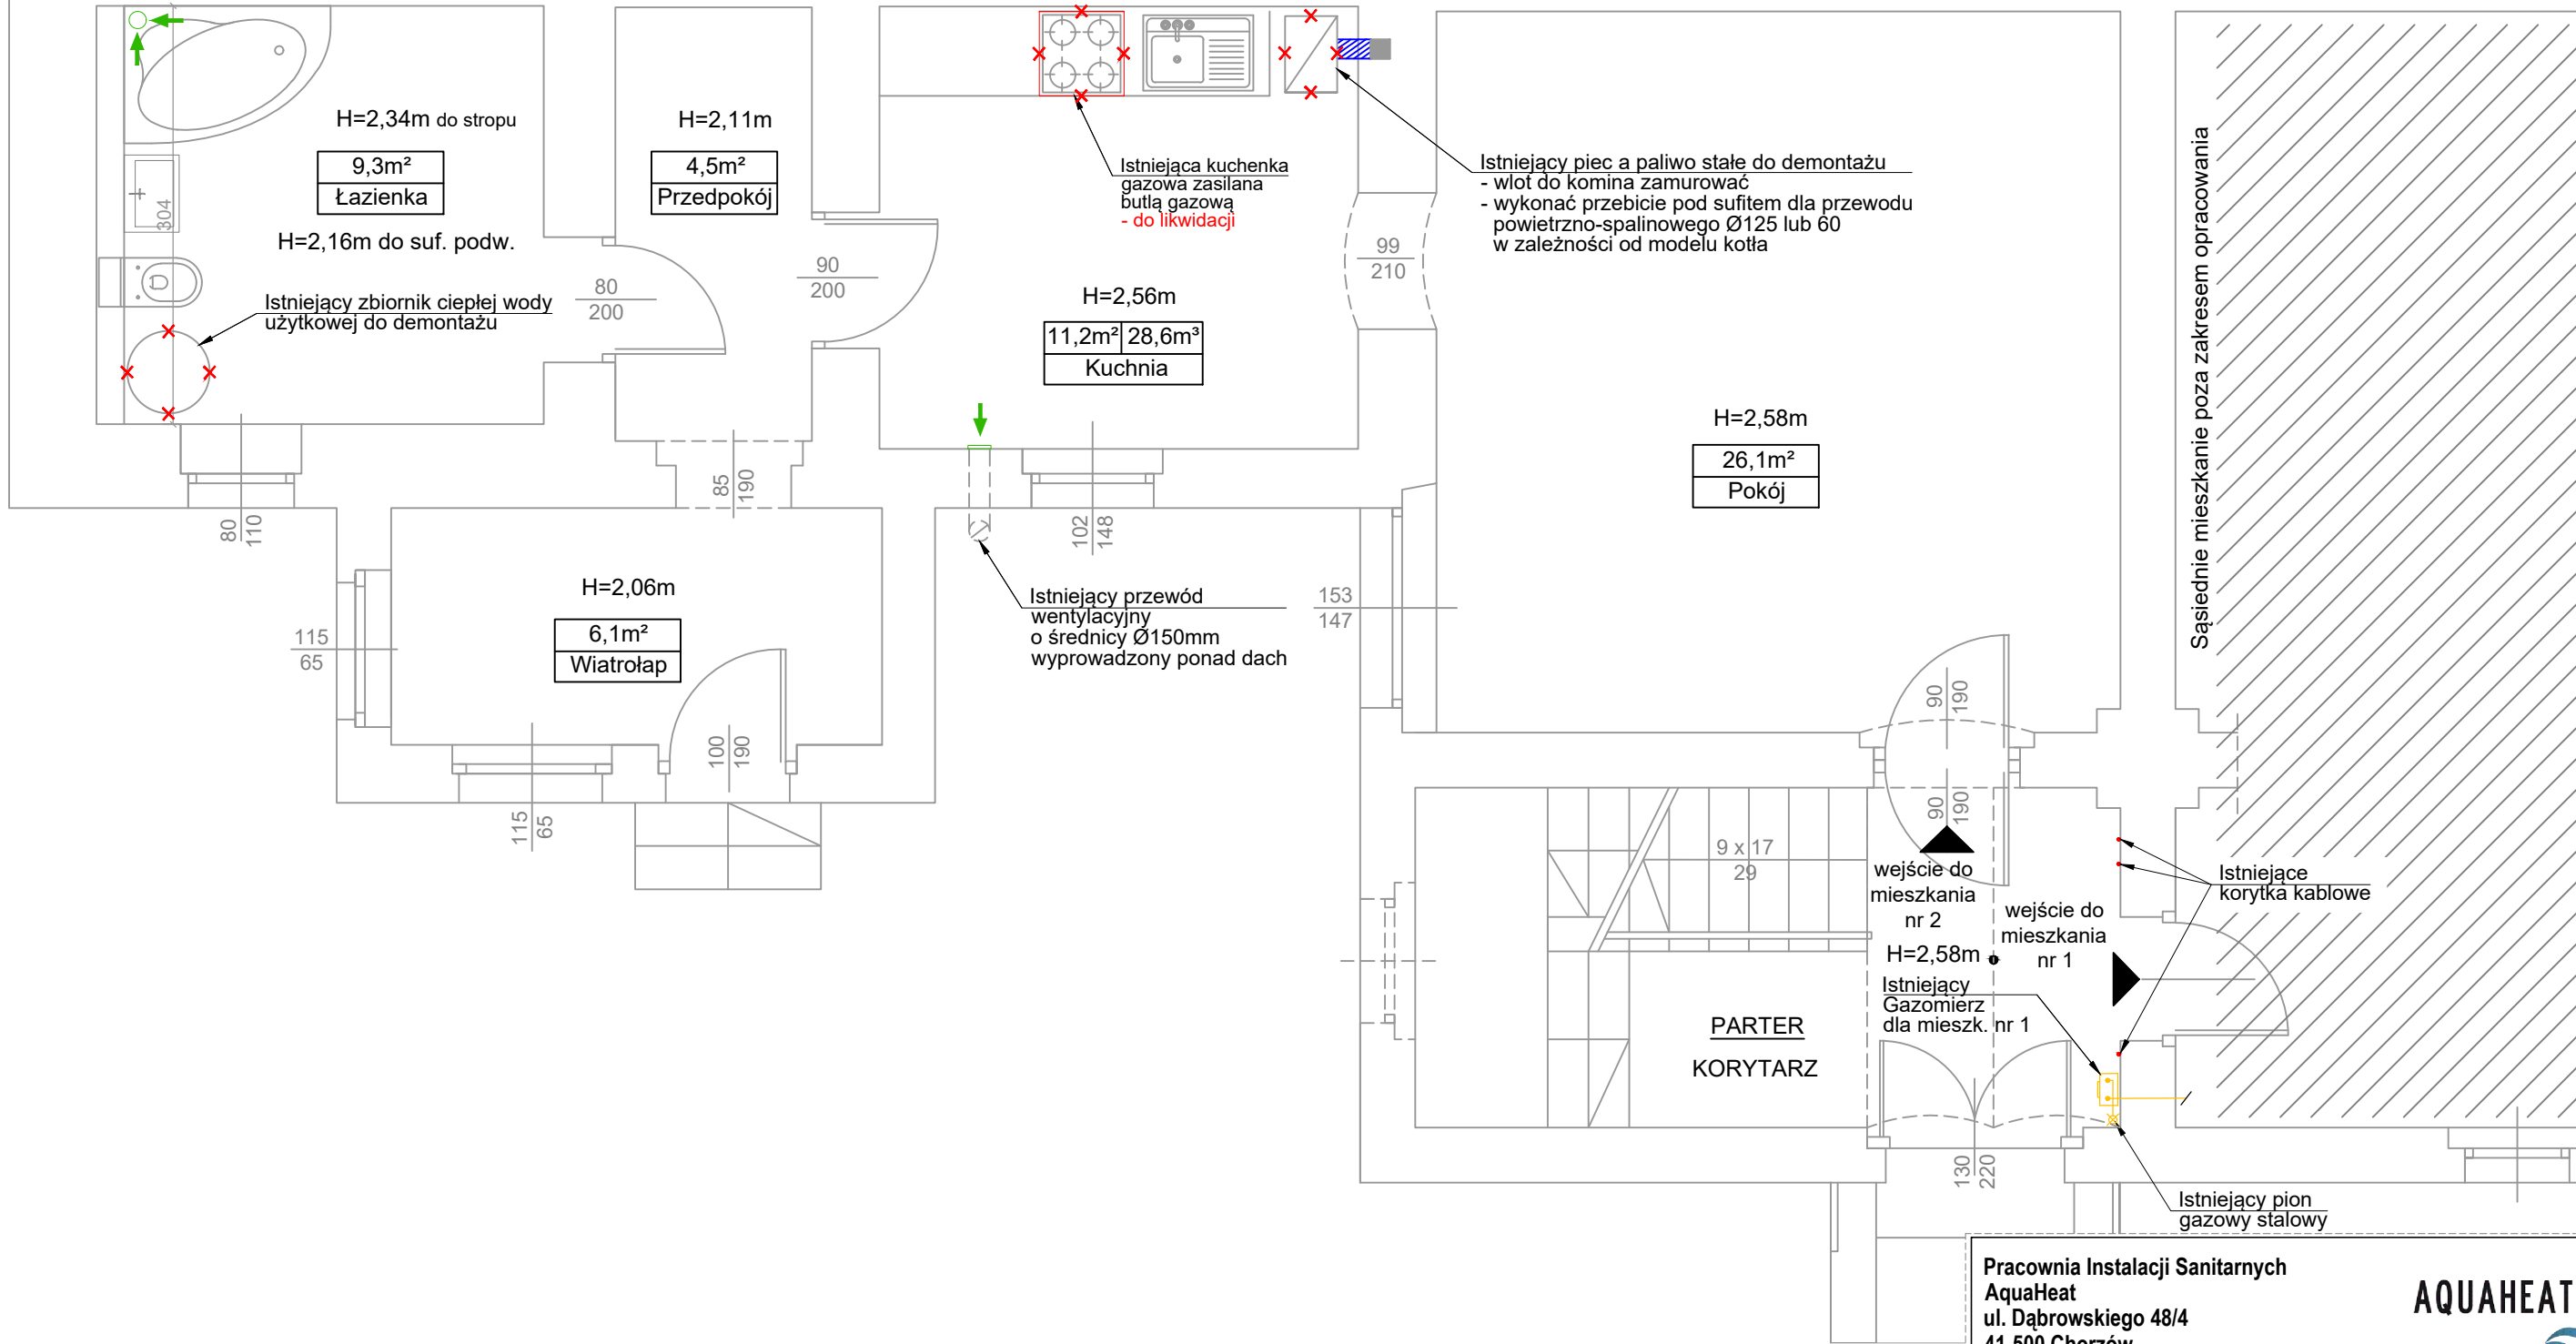 H=2,34m do stropu
9,3m²
Łazienka
304
H=2,16m do suf. podw.
Istniejący zbiornik ciepłej wody
użytkowej do demontażu
80
110
H=2,11m
4,5m²
Przedpokój
80
200
90
200
85
190
Istniejąca kuchenka
gazowa zasilana
butlą gazową
- do likwidacji
H=2,56m
11,2m² 28,6m³
Kuchnia
102
148
99
210
Istniejący piec a paliwo stałe do demontażu
- wlot do komina zamurować
- wykonać przebicie pod sufitem dla przewodu
powietrzno-spalinowego Ø125 lub 60
w zależności od modelu kotła
H=2,58m
26,1m²
Pokój
Sąsiednie mieszkanie poza zakresem opracowania
H=2,06m
6,1m²
Wiatrołap
115
65
115
65
100
190
Istniejący przewód
wentylacyjny
o średnicy Ø150mm
wyprowadzony ponad dach
153
147
90
190
90
190
9 x 17
29
wejście do
mieszkania
nr 2
wejście do
mieszkania
nr 1
H=2,58m
Istniejące
korytka kablowe
Istniejący
Gazomierz
dla mieszk. nr 1
PARTER
KORYTARZ
130
220
Istniejący pion
gazowy stalowy
Pracownia Instalacji Sanitarnych
AquaHeat
ul. Dąbrowskiego 48/4
41-500 Chorzów
AQUAHEAT